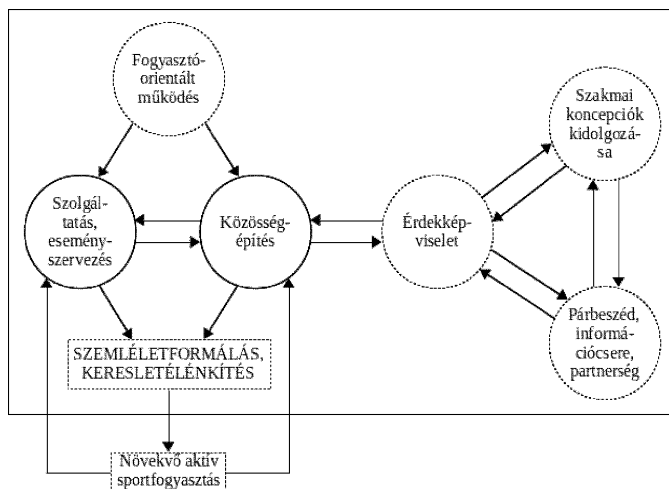 Fogyasztó-
orientált
működés
Szakmai
koncepciók
kidolgozá-
sa
Szolgál-
tatás,
esemény-
szervezés
Közösség-
építés
Érdekkép-
viselet
Párbeszéd,
informá-
ciócsere,
partnerség
SZEMLÉLETFORMÁLÁS,
KERESLETÉLÉNKÍTÉS
Növekvő aktív
sportfogyasztás